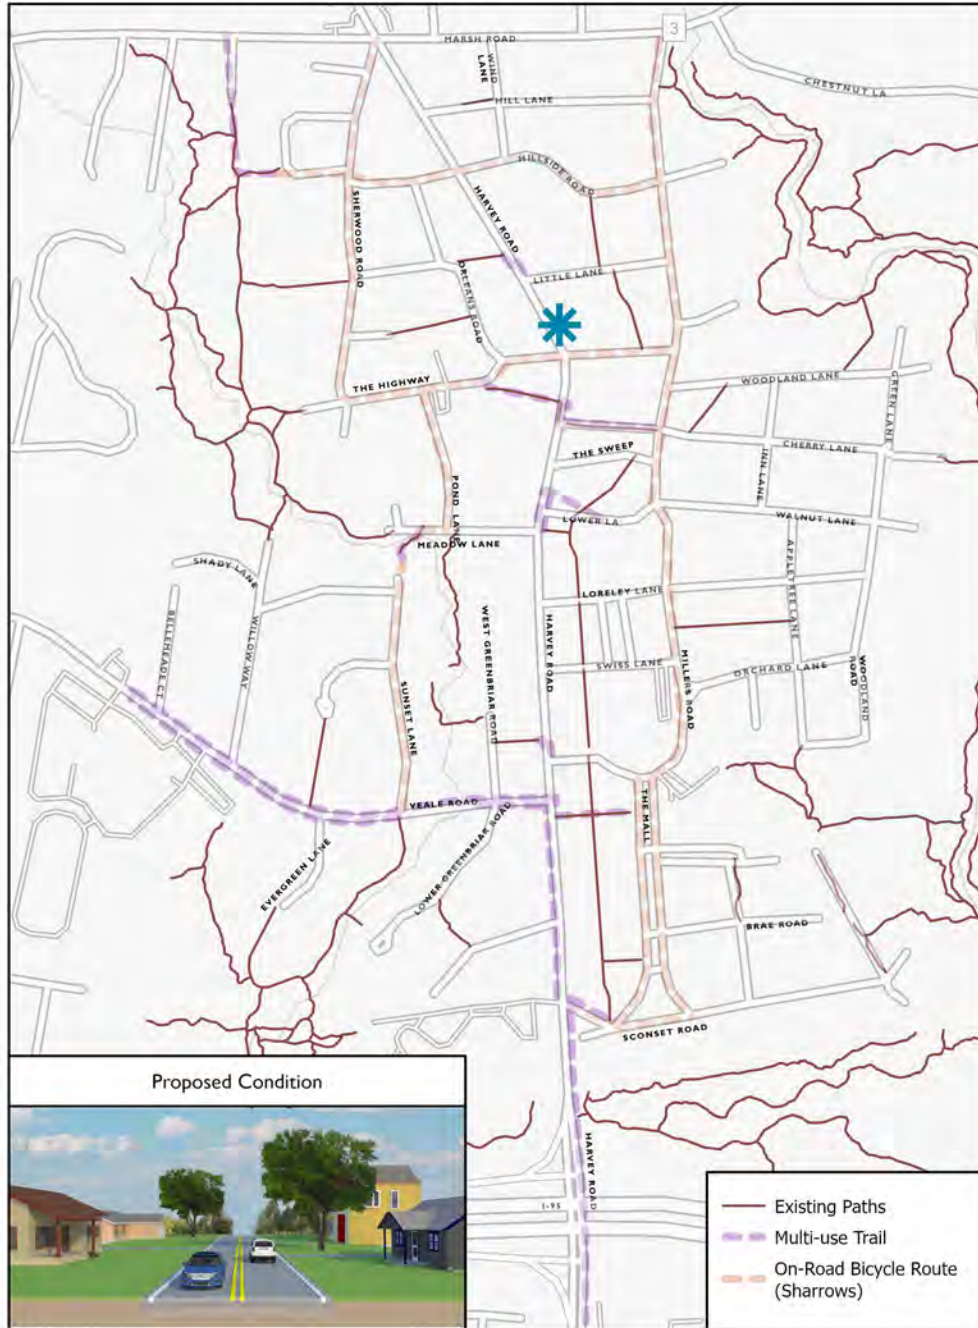 3
MARSH ROAD
WIND
LANE
CHESTNUT LA
HILL LANE
HILLSIDE ROAD
SHERWOOD ROAD
HARVEY ROAD
ORLEANS ROAD
LITTLE LANE
THE HIGHWAY
WOODLAND LANE
GREEN LANE
THE SWEEP
CHERRY LANE
INN LANE
POND LANE
LOWER LA
WALNUT LANE
MEADOW LANE
SHADY LANE
APPLETREE LANE
BELLEMEADE CT
WILLOW WAY
LORELEY LANE
WEST GREENBRIAR ROAD
HARVEY ROAD
SWISS LANE
MILLERS ROAD
ORCHARD LANE
WOODLAND
ROAD
SUNSET LANE
VEALE ROAD
THE MALL
EVERGREEN LANE
LOWER GREENBRIAR ROAD
BRAE ROAD
SCONSET ROAD
HARVEY ROAD
I-95
Proposed Condition
Existing Paths
Multi-use Trail
On-Road Bicycle Route
(Sharrows)